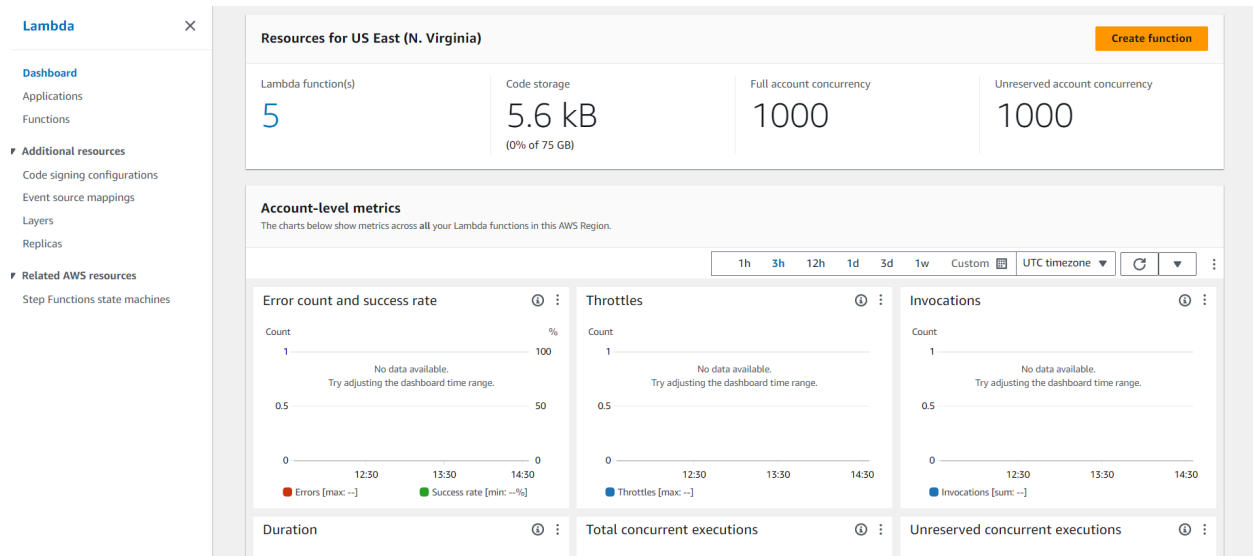 Lambda
Dashboard
Applications
Functions
Additional resources
Code signing configurations
Event source mappings
Layers
Replicas
Related AWS resources
Step Functions state machines
Resources for US East (N. Virginia)
Create function
Lambda function(s)
5
Code storage
5.6 kB
(0% of 75 GB)
Full account concurrency
1000
Unreserved account concurrency
1000
Account-level metrics
The charts below show metrics across all your Lambda functions in this AWS Region.
1h 3h 12h 1d 3d 1w Custom UTC timezone
Error count and success rate
Count %
1 100
No data available.
Try adjusting the dashboard time range.
0.5 50
0 0
12:30 13:30 14:30
Errors [max: --] Success rate [min: --%]
Throttles
Count
1
No data available.
Try adjusting the dashboard time range.
0.5
0
12:30 13:30 14:30
Throttles [max: --]
Invocations
Count
1
No data available.
Try adjusting the dashboard time range.
0.5
0
12:30 13:30 14:30
Invocations [sum: --]
Duration
Total concurrent executions
Unreserved concurrent executions